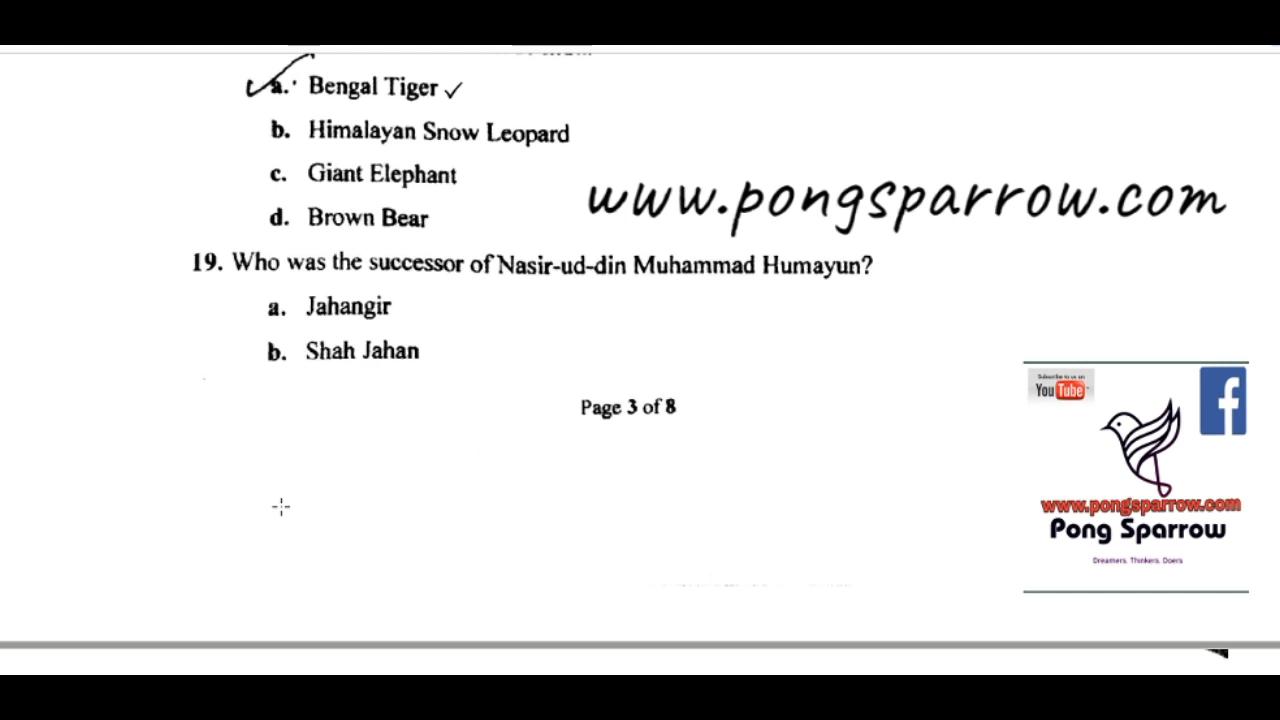 a. Bengal Tiger ✓
b. Himalayan Snow Leopard
c. Giant Elephant
www.pongsparrow.com
d. Brown Bear
19. Who was the successor of Nasir-ud-din Muhammad Humayun?
a. Jahangir
b. Shah Jahan
Page 3 of 8
Subscribe to us on
YouTube
f
www.pongsparrow.com
Pong Sparrow
Dreamers. Thinkers. Doers